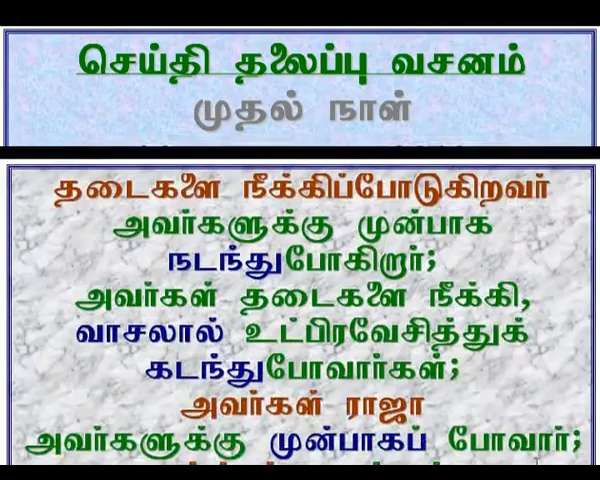 செய்தி தலைப்பு வசனம்
முதல் நாள்
தடைகளை நீக்கிப்போடுகிறவர்
அவர்களுக்கு முன்பாக
நடந்துபோகிறார்;
அவர்கள் தடைகளை நீக்கி,
வாசலால் உட்பிரவேசித்துக்
கடந்துபோவார்கள்;
அவர்கள் ராஜா
அவர்களுக்கு முன்பாகப் போவார்;